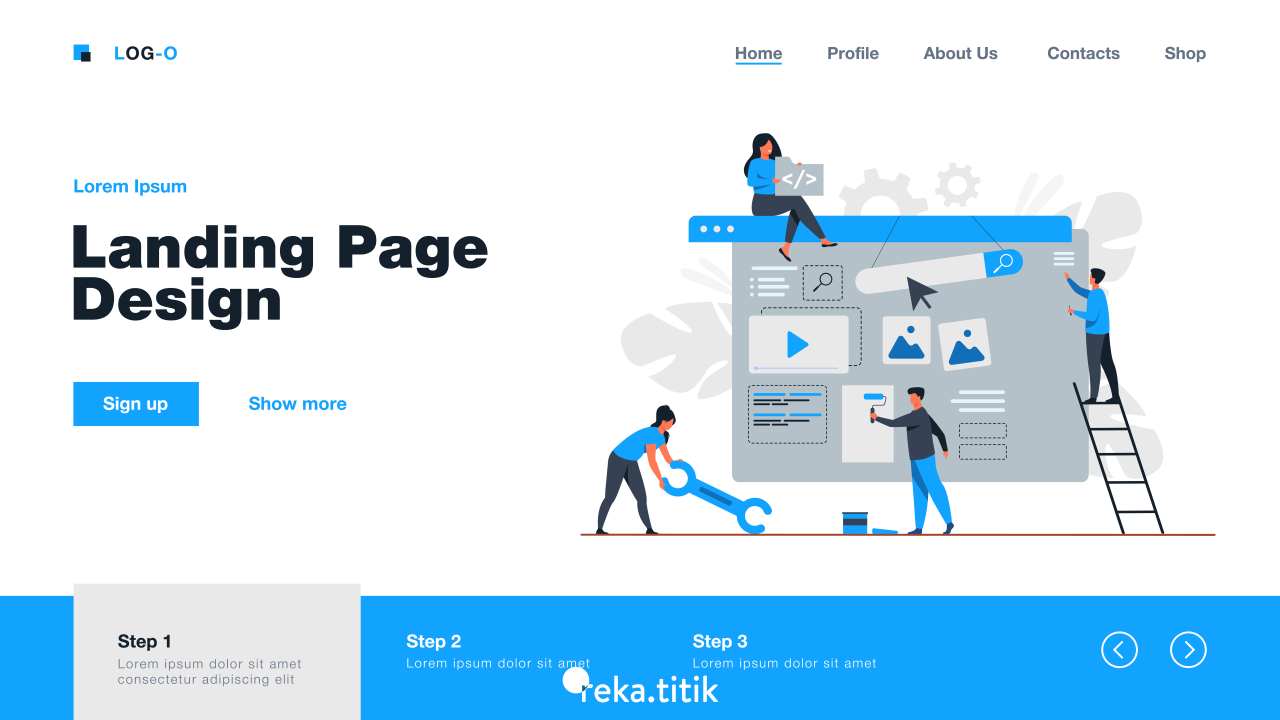 LOG-O
Home Profile About Us Contacts Shop
Lorem Ipsum
Landing Page
Design
Sign up Show more
</>
Step 1
Lorem ipsum dolor sit amet
consectetur adipiscing elit
Step 2
Lorem ipsum dolor sit amet
Step 3
Lorem ipsum dolor sit amet
reka.titik